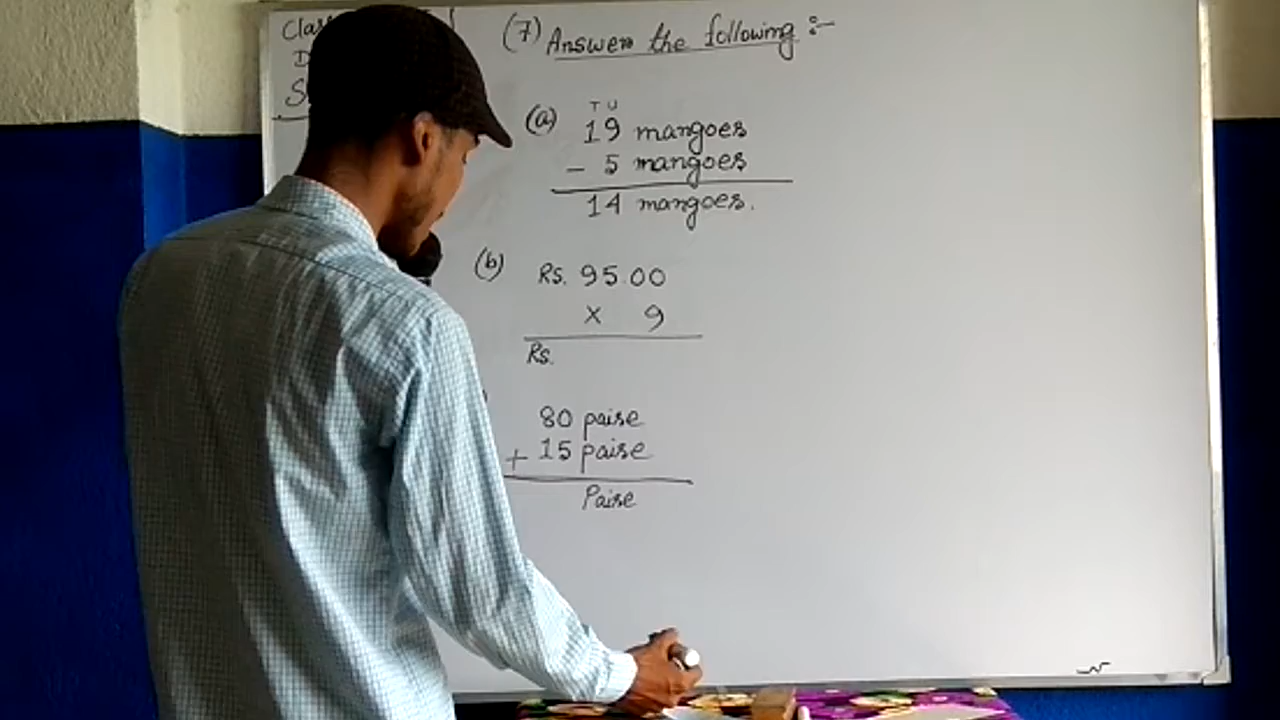 (7) Answer the following :-
(a)
T U
19 mangoes
- 5 mangoes
14 mangoes.
(b) Rs. 95.00
x 9
Rs.
80 paise
+ 15 paise
Paise